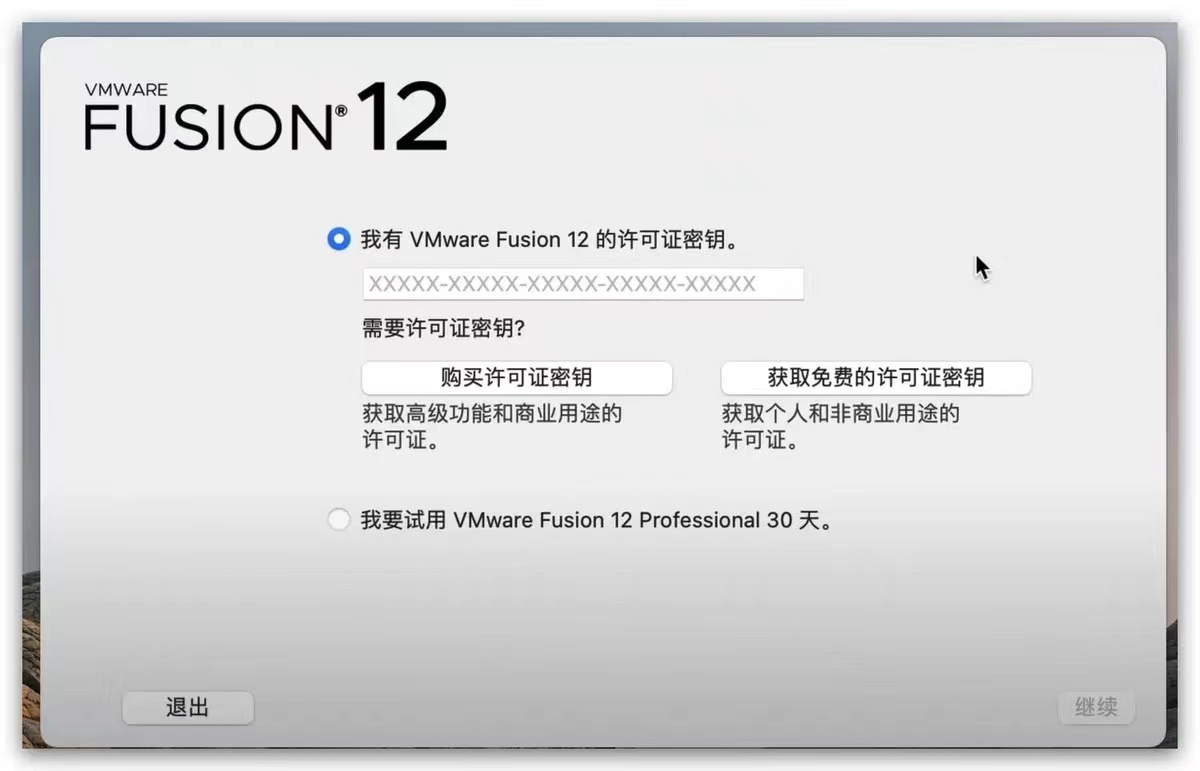 VMWARE
FUSION® 12
我有 VMware Fusion 12 的许可证密钥。
XXXXX-XXXXX-XXXXX-XXXXX-XXXXX
需要许可证密钥?
购买许可证密钥
获取高级功能和商业用途的
许可证。
获取免费的许可证密钥
获取个人和非商业用途的
许可证。
我要试用 VMware Fusion 12 Professional 30 天。
退出
继续